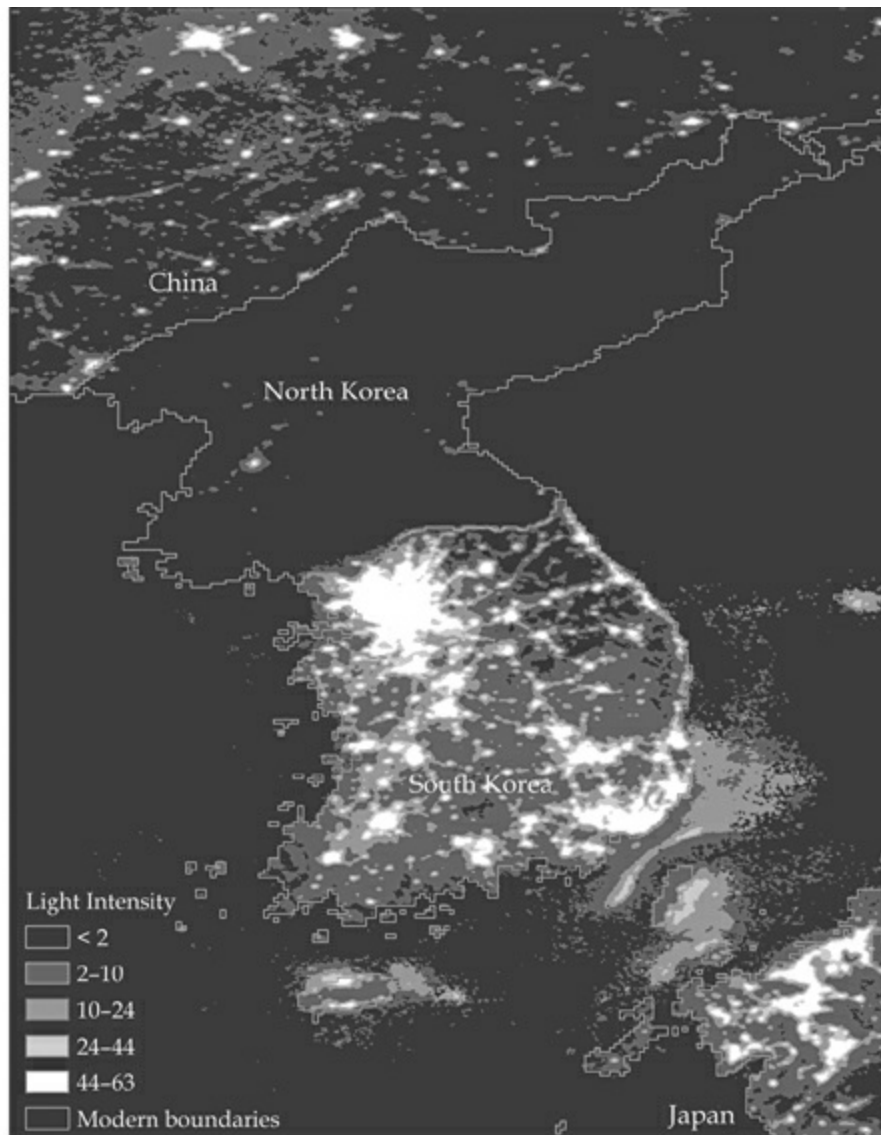 China
North Korea
South Korea
Light Intensity
< 2
2–10
10–24
24–44
44–63
Modern boundaries
Japan